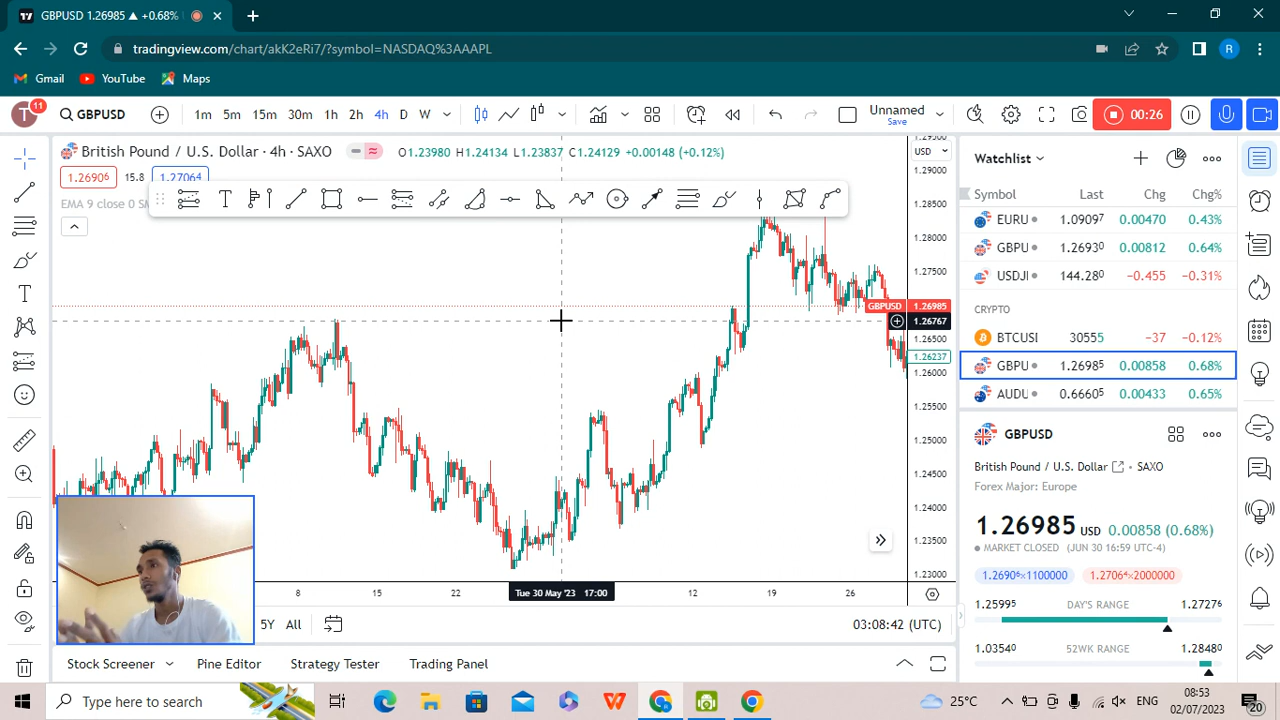 GBPUSD 1.26985 ▲ +0.68%
tradingview.com/chart/akK2eRi7/?symbol=NASDAQ%3AAAPL
R
Gmail YouTube Maps
T 11 GBPUSD 1m 5m 15m 30m 1h 2h 4h D W Unnamed Save 00:26
British Pound / U.S. Dollar · 4h · SAXO O1.23980 H1.24134 L1.23837 C1.24129 +0.00148 (+0.12%)
1.26906 15.8 1.27064
EMA 9 close 0 SM
USD
1.29000
1.28500
1.28000
1.27500
GBPUSD 1.26985
1.26767
1.26500
1.26237
1.26000
1.25500
1.25000
1.24500
1.24000
1.23500
1.23000
8 15 22 Tue 30 May '23 17:00 12 19 26
5Y All 03:08:42 (UTC)
Stock Screener Pine Editor Strategy Tester Trading Panel
Watchlist
Symbol Last Chg Chg%
EURU 1.09097 0.00470 0.43%
GBPU 1.26930 0.00812 0.64%
USDJI 144.280 -0.455 -0.31%
CRYPTO
BTCUSI 30555 -37 -0.12%
GBPU 1.26985 0.00858 0.68%
AUDU 0.66605 0.00433 0.65%
GBPUSD
British Pound / U.S. Dollar · SAXO
Forex Major: Europe
1.26985 USD 0.00858 (0.68%)
MARKET CLOSED (JUN 30 16:59 UTC-4)
1.26906×1100000 1.27064×2000000
1.25995 DAY'S RANGE 1.27276
1.03540 52WK RANGE 1.28480
Type here to search 25°C ENG 08:53
02/07/2023 20